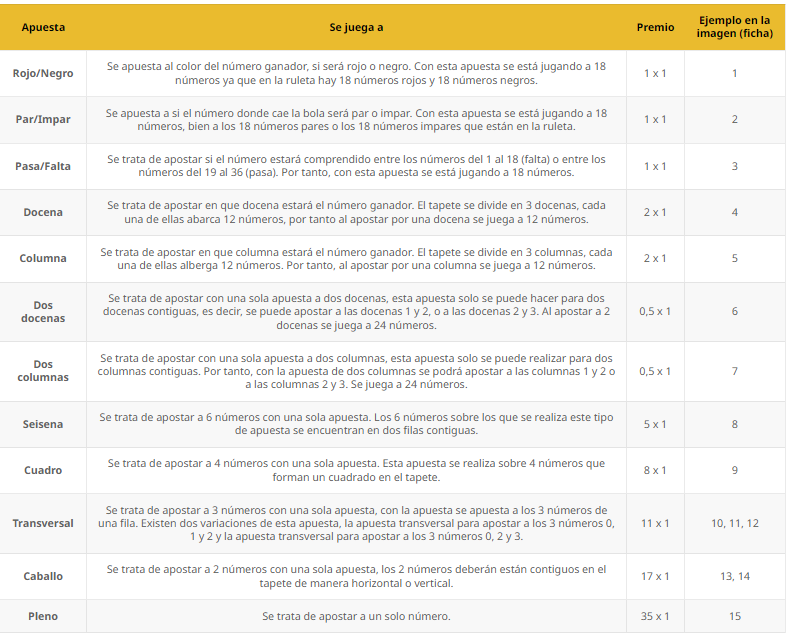 Apuesta
Se juega a
Premio
Ejemplo en la
imagen (ficha)
Rojo/Negro
Se apuesta al color del número ganador, si será rojo o negro. Con esta apuesta se está jugando a 18
números ya que en la ruleta hay 18 números rojos y 18 números negros.
1 x 1
1
Par/Impar
Se apuesta a si el número donde cae la bola será par o impar. Con esta apuesta se está jugando a 18
números, bien a los 18 números pares o los 18 números impares que están en la ruleta.
1 x 1
2
Pasa/Falta
Se trata de apostar si el número estará comprendido entre los números del 1 al 18 (falta) o entre los
números del 19 al 36 (pasa). Por tanto, con esta apuesta se está jugando a 18 números.
1 x 1
3
Docena
Se trata de apostar en que docena estará el número ganador. El tapete se divide en 3 docenas, cada
una de ellas abarca 12 números, por tanto al apostar por una docena se juega a 12 números.
2 x 1
4
Columna
Se trata de apostar en que columna estará el número ganador. El tapete se divide en 3 columnas, cada
una de ellas alberga 12 números. Por tanto, al apostar por una columna se juega a 12 números.
2 x 1
5
Dos
docenas
Se trata de apostar con una sola apuesta a dos docenas, esta apuesta solo se puede hacer para dos
docenas contiguas, es decir, se puede apostar a las docenas 1 y 2, o a las docenas 2 y 3. Al apostar a 2
docenas se juega a 24 números.
0,5 x 1
6
Dos
columnas
Se trata de apostar con una sola apuesta a dos columnas, esta apuesta solo se puede realizar para dos
columnas contiguas. Por tanto, con la apuesta de dos columnas se podrá apostar a las columnas 1 y 2 o
a las columnas 2 y 3. Se juega a 24 números.
0,5 x 1
7
Seisena
Se trata de apostar a 6 números con una sola apuesta. Los 6 números sobre los que se realiza este tipo
de apuesta se encuentran en dos filas contiguas.
5 x 1
8
Cuadro
Se trata de apostar a 4 números con una sola apuesta. Esta apuesta se realiza sobre 4 números que
forman un cuadrado en el tapete.
8 x 1
9
Transversal
Se trata de apostar a 3 números con una sola apuesta, con la apuesta se apuesta a los 3 números de
una fila. Existen dos variaciones de esta apuesta, la apuesta transversal para apostar a los 3 números 0,
1 y 2 y la apuesta transversal para apostar a los 3 números 0, 2 y 3.
11 x 1
10, 11, 12
Caballo
Se trata de apostar a 2 números con una sola apuesta, los 2 números deberán están contiguos en el
tapete de manera horizontal o vertical.
17 x 1
13, 14
Pleno
Se trata de apostar a un solo número.
35 x 1
15